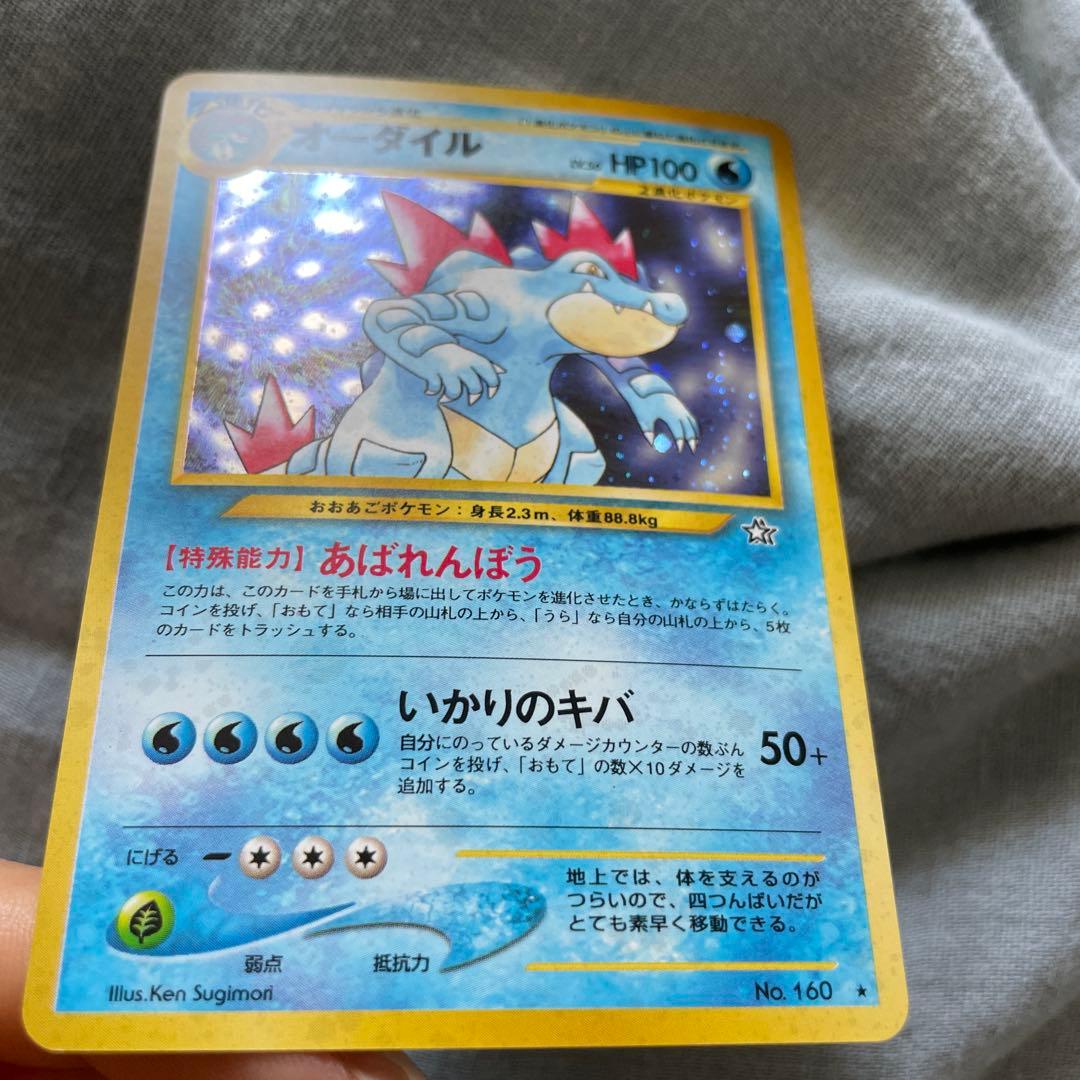 オーダイル
HP100
2進化ポケモン
おおあごポケモン：身長2.3m、体重88.8kg
【特殊能力】あばれんぼう
この力は、このカードを手札から場に出してポケモンを進化させたとき、かならずはたらく。
コインを投げ、「おもて」なら相手の山札の上から、「うら」なら自分の山札の上から、5枚
のカードをトラッシュする。
いかりのキバ
自分にのっているダメージカウンターの数ぶん
コインを投げ、「おもて」の数×10ダメージを
追加する。
50+
にげる
地上では、体を支えるのが
つらいので、四つんばいだが
とても素早く移動できる。
弱点
抵抗力
Illus.Ken Sugimori
No. 160 ★